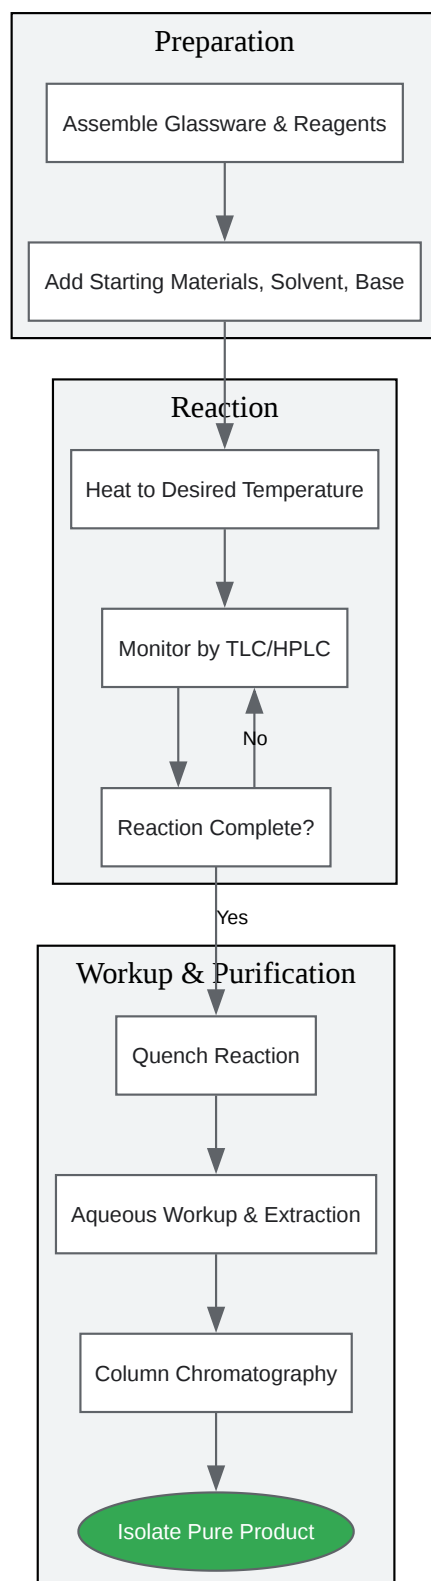 Preparation
Assemble Glassware & Reagents
Add Starting Materials, Solvent, Base
Reaction
Heat to Desired Temperature
Monitor by TLC/HPLC
No
Reaction Complete?
Yes
Workup & Purification
Quench Reaction
Aqueous Workup & Extraction
Column Chromatography
Isolate Pure Product